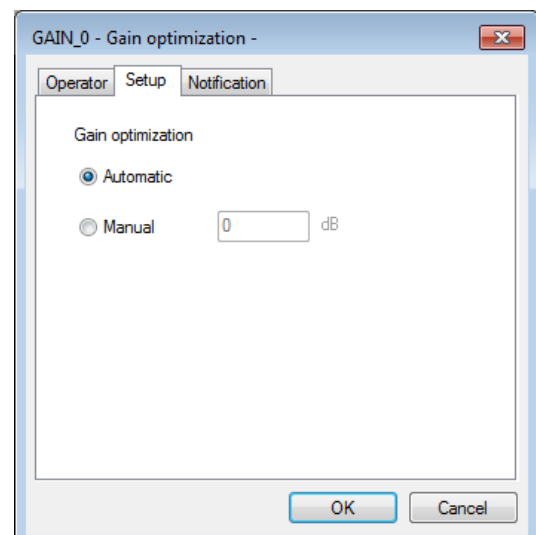 GAIN_0 - Gain optimization -
Operator Setup Notification
Gain optimization
Automatic
Manual 0 dB
OK Cancel